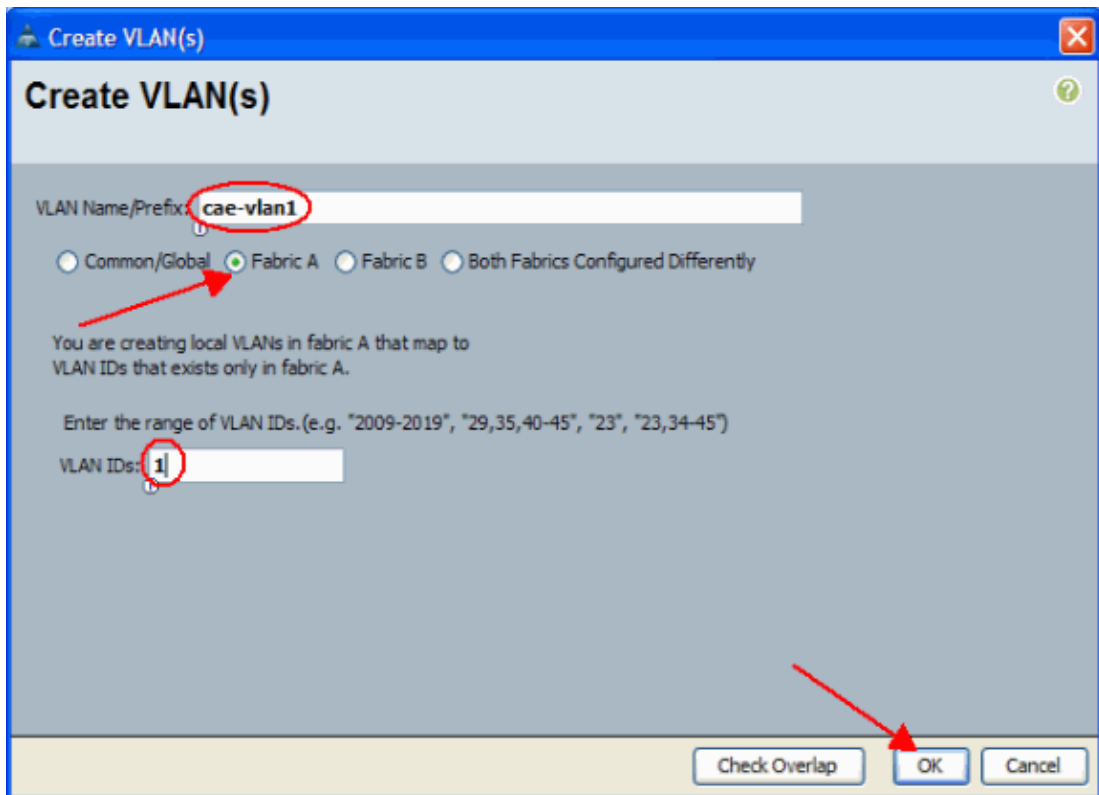 Create VLAN(s)
Create VLAN(s)
VLAN Name/Prefix: cae-vlan1
Common/Global Fabric A Fabric B Both Fabrics Configured Differently
You are creating local VLANs in fabric A that map to
VLAN IDs that exists only in fabric A.
Enter the range of VLAN IDs.(e.g. "2009-2019", "29,35,40-45", "23", "23,34-45")
VLAN IDs: 1
Check Overlap OK Cancel